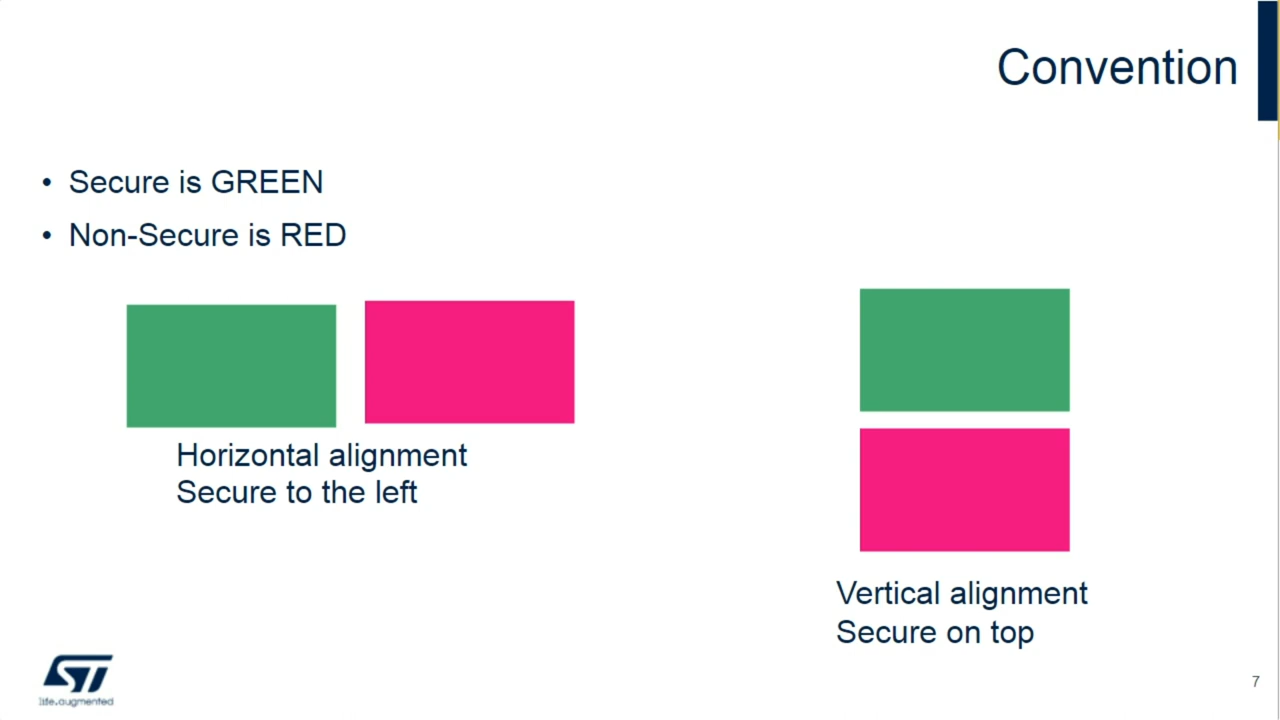 Convention
• Secure is GREEN
• Non-Secure is RED
Horizontal alignment
Secure to the left
Vertical alignment
Secure on top
ST
life.augmented
7